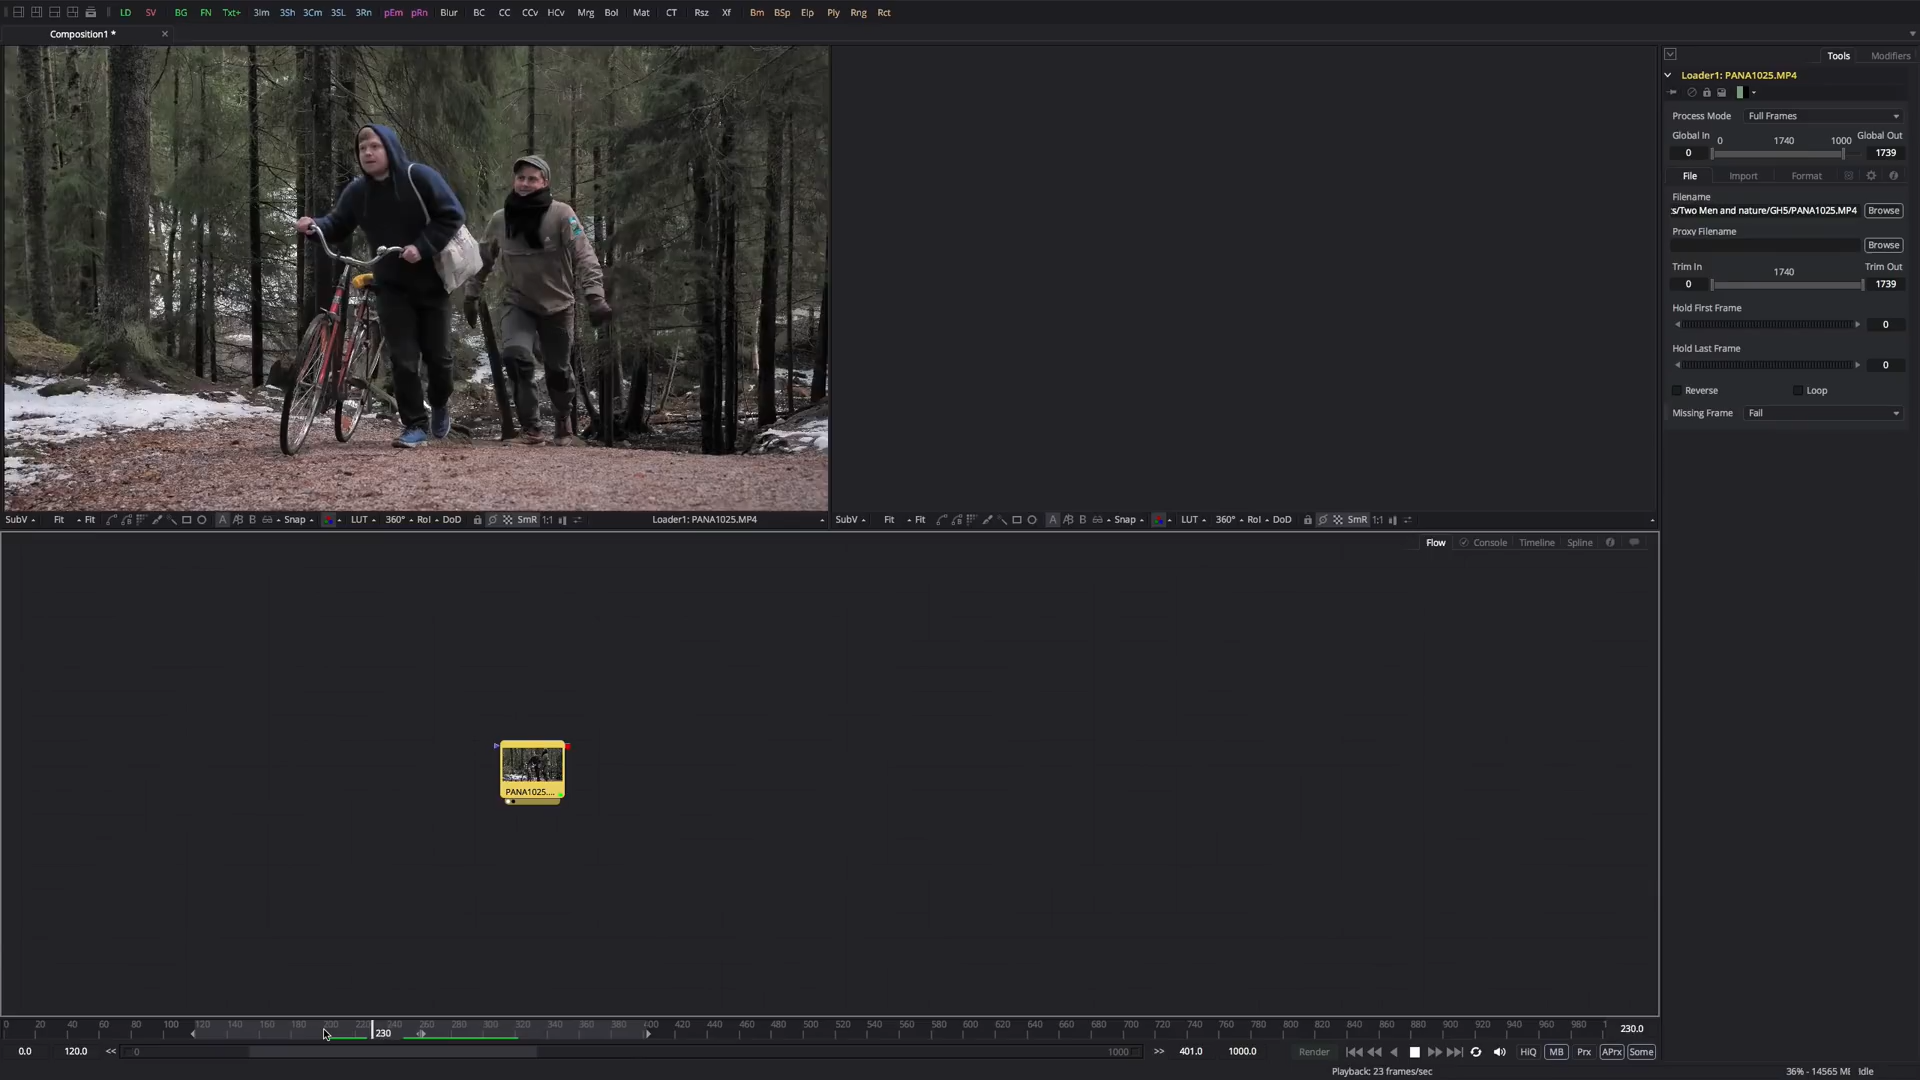 LD SV BG FN Txt+ 3Im 3Sh 3Cm 3SL 3Rn pEm pRn Blur BC CC CCv HCv Mrg Bol Mat CT Rsz Xf Bm BSp Elp Ply Rng Rct
Composition1 *
Tools Modifiers
Loader1: PANA1025.MP4
Process Mode Full Frames
Global In 0 1740 1000 Global Out
0 1739
File Import Format
Filename
:s/Two Men and nature/GH5/PANA1025.MP4 Browse
Proxy Filename
Browse
Trim In 1740 Trim Out
0 1739
Hold First Frame
0
Hold Last Frame
0
Reverse Loop
Missing Frame Fail
SubV Fit Fit A B Snap LUT 360° RoI DoD SmR 1:1 Loader1: PANA1025.MP4
SubV Fit Fit A B Snap LUT 360° RoI DoD SmR 1:1
Flow Console Timeline Spline
PANA1025....
0 20 40 60 80 100 120 140 160 180 200 220 240 260 280 300 320 340 360 380 400 420 440 460 480 500 520 540 560 580 600 620 640 660 680 700 720 740 760 780 800 820 840 860 880 900 920 940 960 980 1
230 230.0
0.0 120.0 << 0 1000 >> 401.0 1000.0 Render HiQ MB Prx APrx Some
Playback: 23 frames/sec 36% - 14565 ME Idle